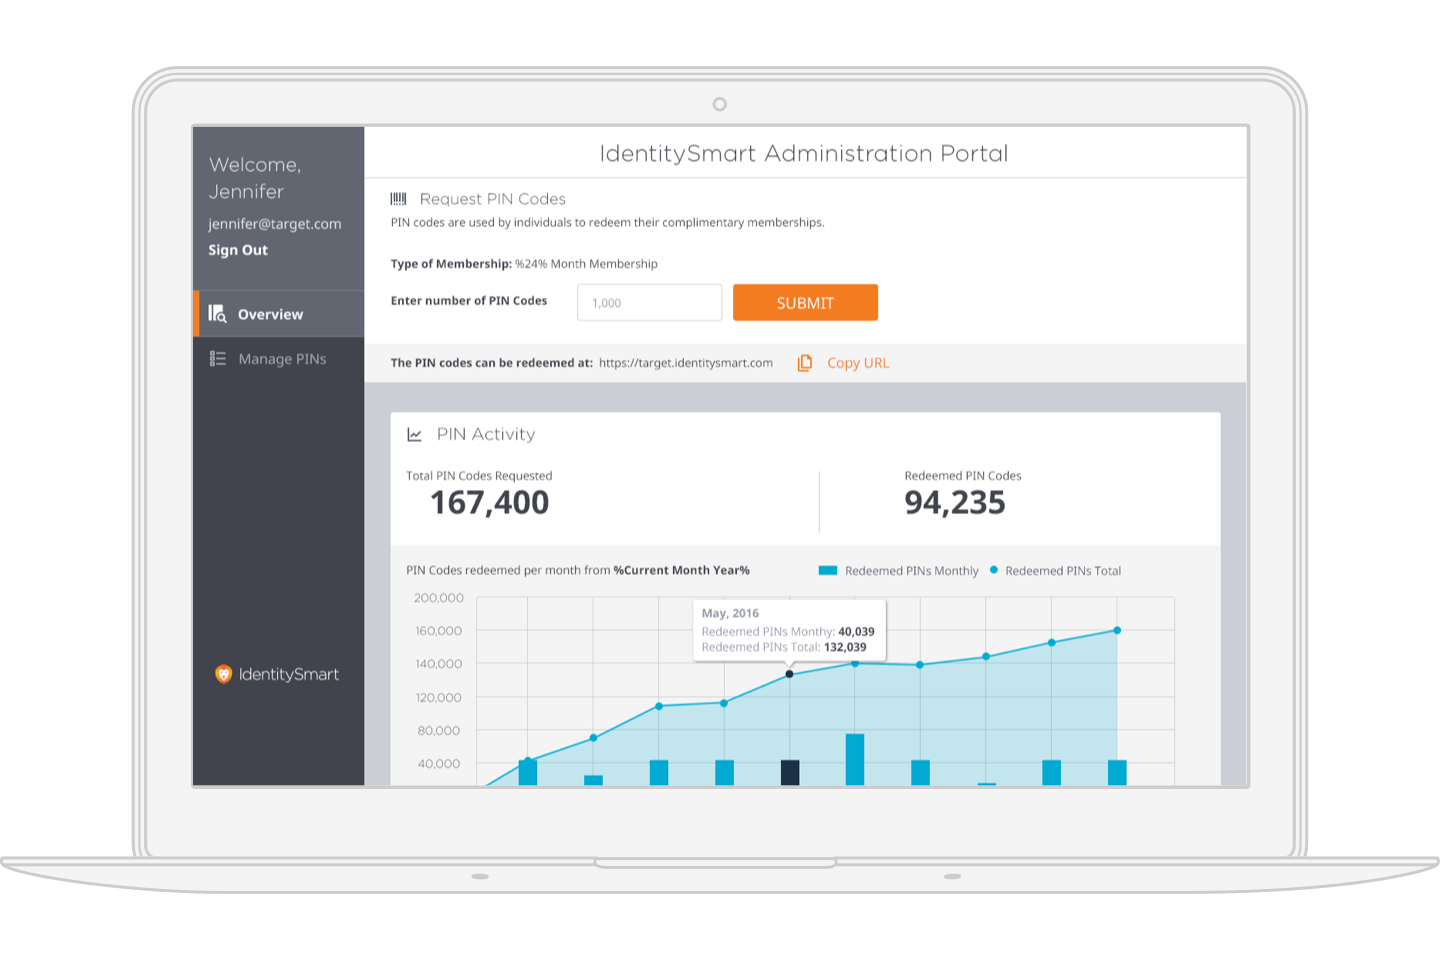 Welcome,
Jennifer
jennifer@target.com
Sign Out
Overview
Manage PINs
IdentitySmart
IdentitySmart Administration Portal
Request PIN Codes
PIN codes are used by individuals to redeem their complimentary memberships.
Type of Membership: %24% Month Membership
Enter number of PIN Codes 1,000 SUBMIT
The PIN codes can be redeemed at: https://target.identitysmart.com Copy URL
PIN Activity
Total PIN Codes Requested
167,400
Redeemed PIN Codes
94,235
PIN Codes redeemed per month from %Current Month Year%
Redeemed PINs Monthly Redeemed PINs Total
200,000
160,000
140,000
120,000
80,000
40,000
May, 2016
Redeemed PINs Monthy: 40,039
Redeemed PINs Total: 132,039